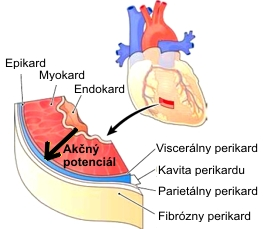 Epikard
Myokard
Endokard
Akčný
potenciál
Viscerálny perikard
Kavita perikardu
Parietálny perikard
Fibrózny perikard